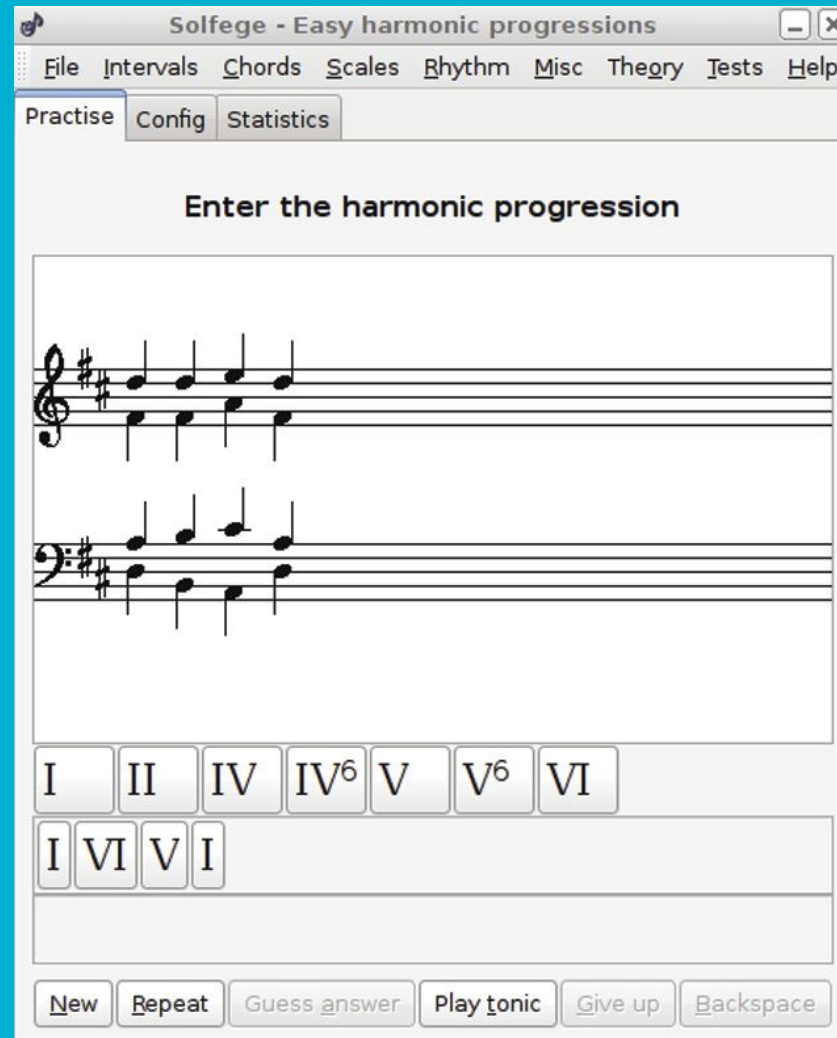 Solfege - Easy harmonic progressions
File Intervals Chords Scales Rhythm Misc Theory Tests Help
Practise Config Statistics
Enter the harmonic progression
I II IV IV⁶ V V⁶ VI
I VI V I
New Repeat Guess answer Play tonic Give up Backspace